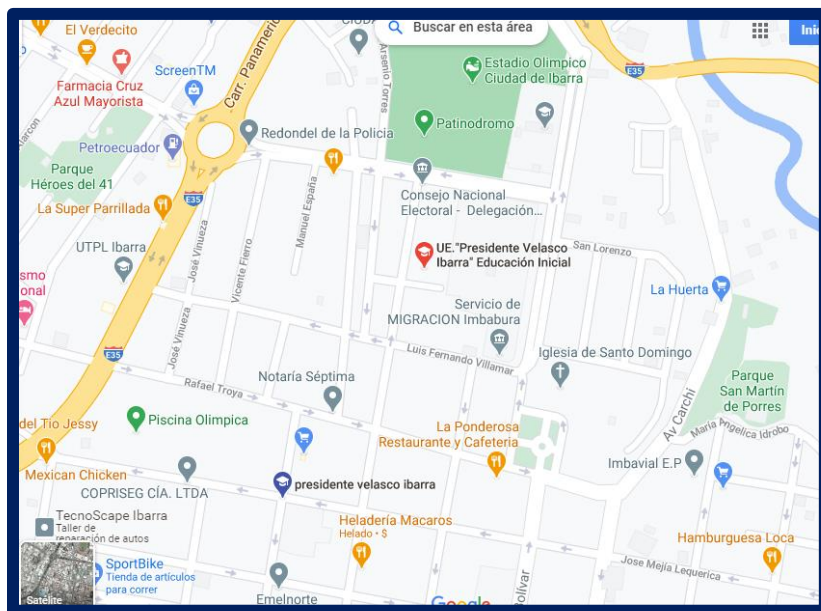 Buscar en esta área
El Verdecito
Farmacia Cruz
Azul Mayorista
ScreenTM
Carr. Panameric
Arsenio Torres
Estadio Olimpico
Ciudad de Ibarra
E35
Petroecuador
Redondel de la Policia
Patinodromo
Parque
Héroes del 41
La Super Parrillada
E35
Manuel España
Consejo Nacional
Electoral - Delegación...
UTPL Ibarra
José Vinueza
Vicente Fierro
UE."Presidente Velasco
Ibarra" Educación Inicial
San Lorenzo
smo
onal
La Huerta
Servicio de
MIGRACION Imbabura
E35
José Vinueza
Luis Fernando Villamar
Iglesia de Santo Domingo
Rafael Troya
Notaría Séptima
Parque
San Martín
de Porres
Piscina Olimpica
Av Carchi
María Angelica Idrobo
del Tio Jessy
La Ponderosa
Restaurante y Cafeteria
Mexican Chicken
COPRISEG CÍA. LTDA
Imbavial E.P
presidente velasco ibarra
TecnoScape Ibarra
Taller de
reparación de autos
Heladería Macaros
Helado • $
Hamburguesa Loca
SportBike
Tienda de artículos
para correr
Jose Mejía Lequerica
Satélite
Emelnorte
Google
Bolívar